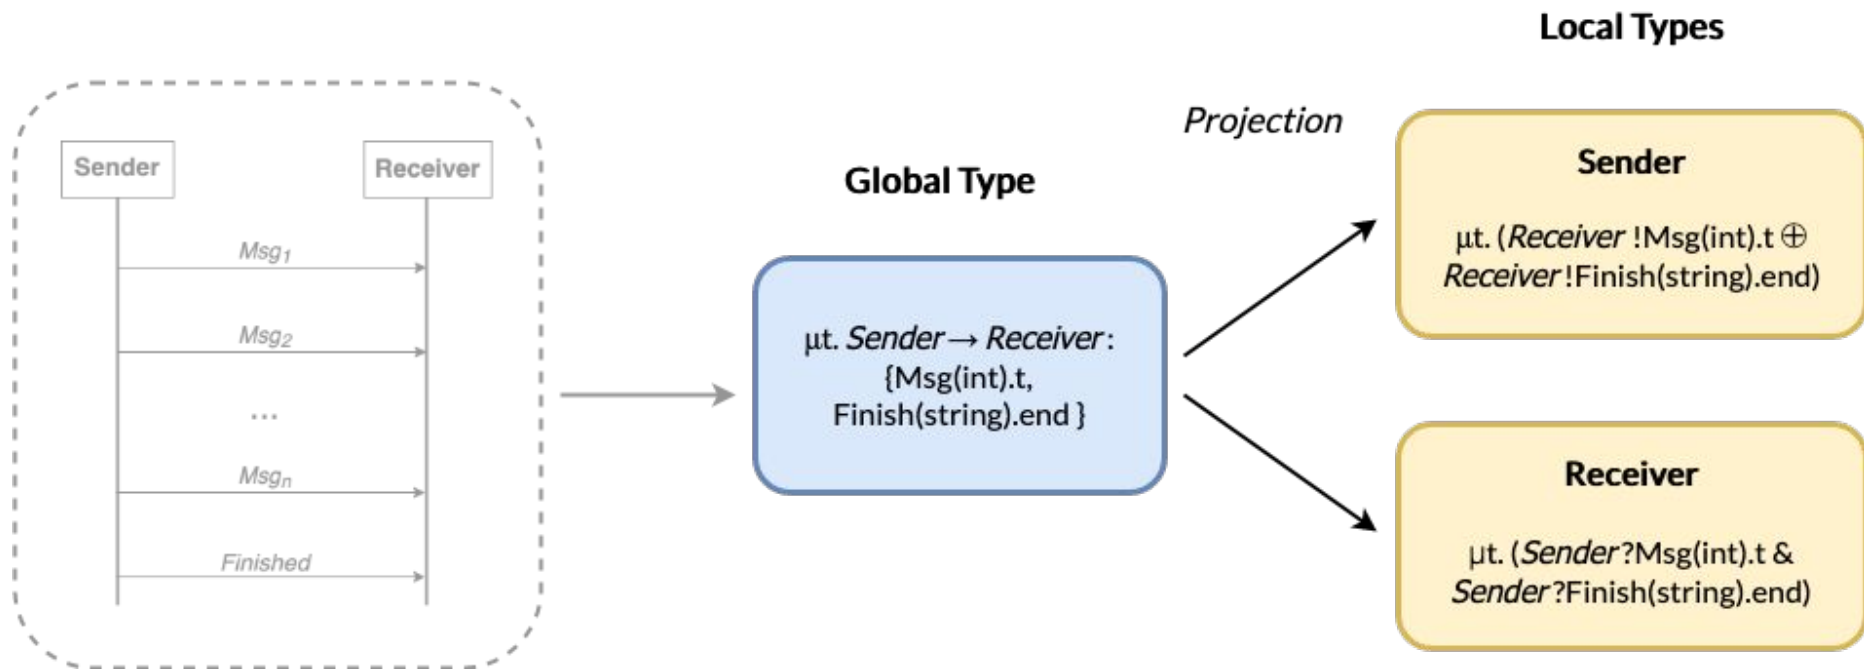 Sender
Receiver
Msg1
Msg2
...
Msgn
Finished
Global Type
μt. Sender → Receiver :
{Msg(int).t,
Finish(string).end }
Projection
Local Types
Sender
μt. (Receiver !Msg(int).t ⊕
Receiver !Finish(string).end)
Receiver
μt. (Sender ?Msg(int).t &
Sender ?Finish(string).end)